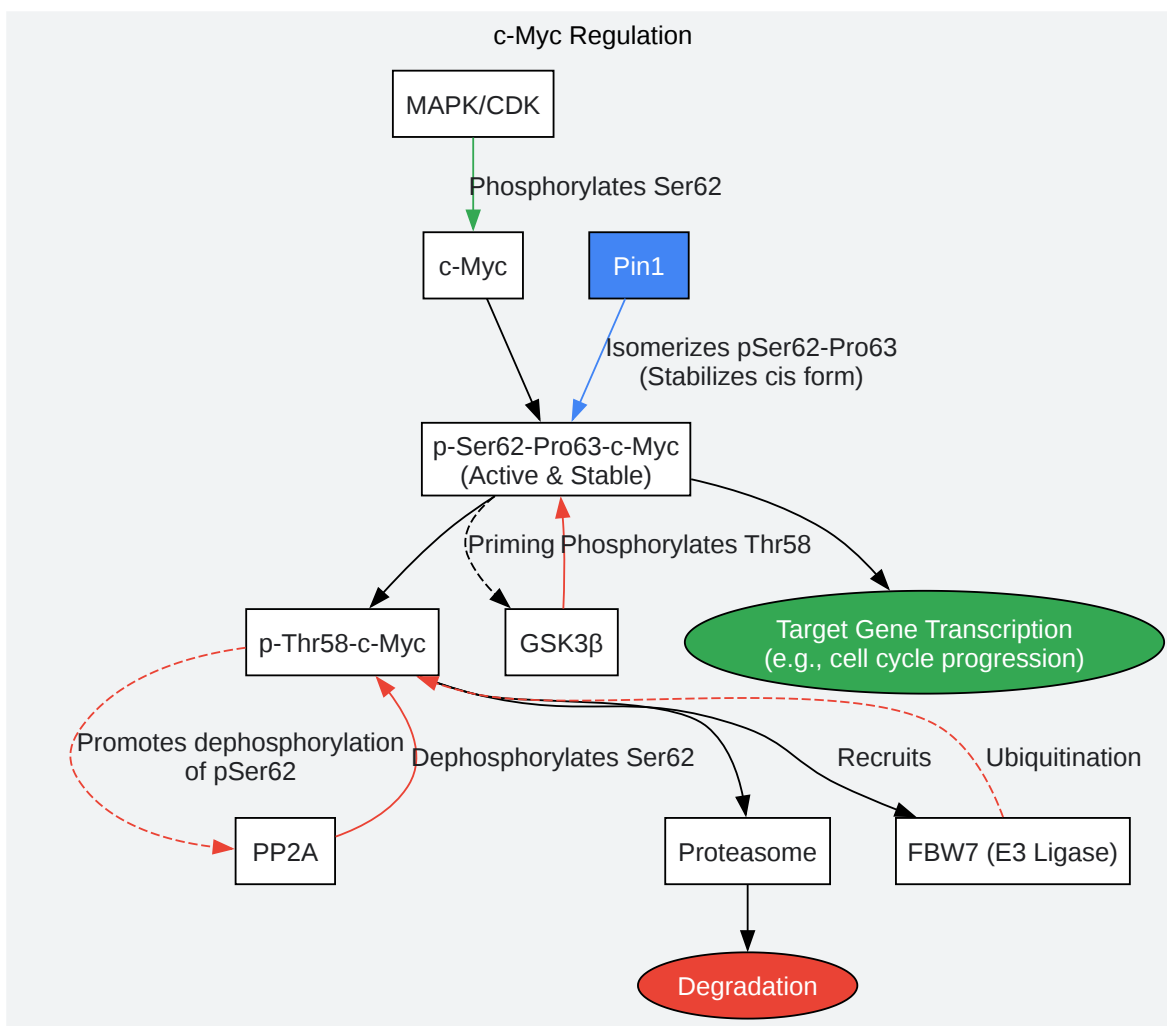 c-Myc Regulation
MAPK/CDK
Phosphorylates Ser62
c-Myc
Pin1
Isomerizes pSer62-Pro63
(Stabilizes cis form)
p-Ser62-Pro63-c-Myc
(Active & Stable)
Priming
Phosphorylates Thr58
p-Thr58-c-Myc
GSK3β
Target Gene Transcription
(e.g., cell cycle progression)
Promotes dephosphorylation
of pSer62
Dephosphorylates Ser62
Recruits
Ubiquitination
PP2A
Proteasome
FBW7 (E3 Ligase)
Degradation